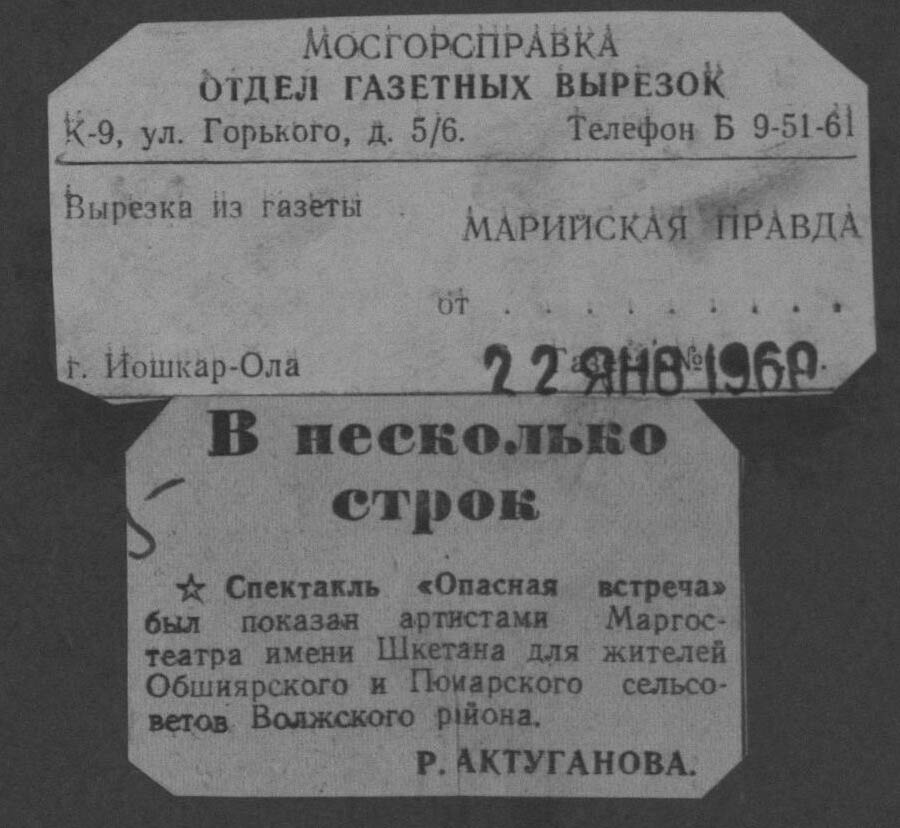 МОСГОРСПРАВКА
ОТДЕЛ ГАЗЕТНЫХ ВЫРЕЗОК
К-9, ул. Горького, д. 5/6. Телефон Б 9-51-61
Вырезка из газеты
МАРИЙСКАЯ ПРАВДА
от . . . . . . . . . .
г. Йошкар-Ола Газета №
22 ЯНВ 1960
В несколько
строк
☆ Спектакль «Опасная встреча»
был показан артистами Маргос-
театра имени Шкетана для жителей
Обшиярского и Помарского сельсо-
ветов Волжского района.
Р. АКТУГАНОВА.